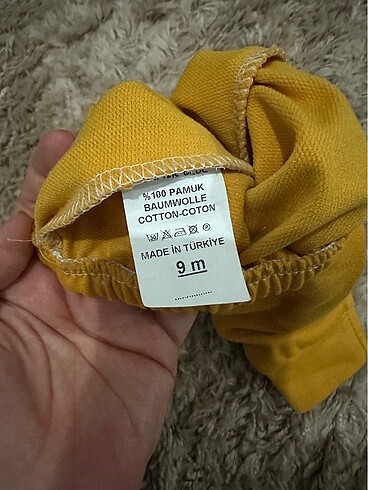 %100 PAMUK
BAUMWOLLE
COTTON-COTON
MADE İN TÜRKİYE
9 m